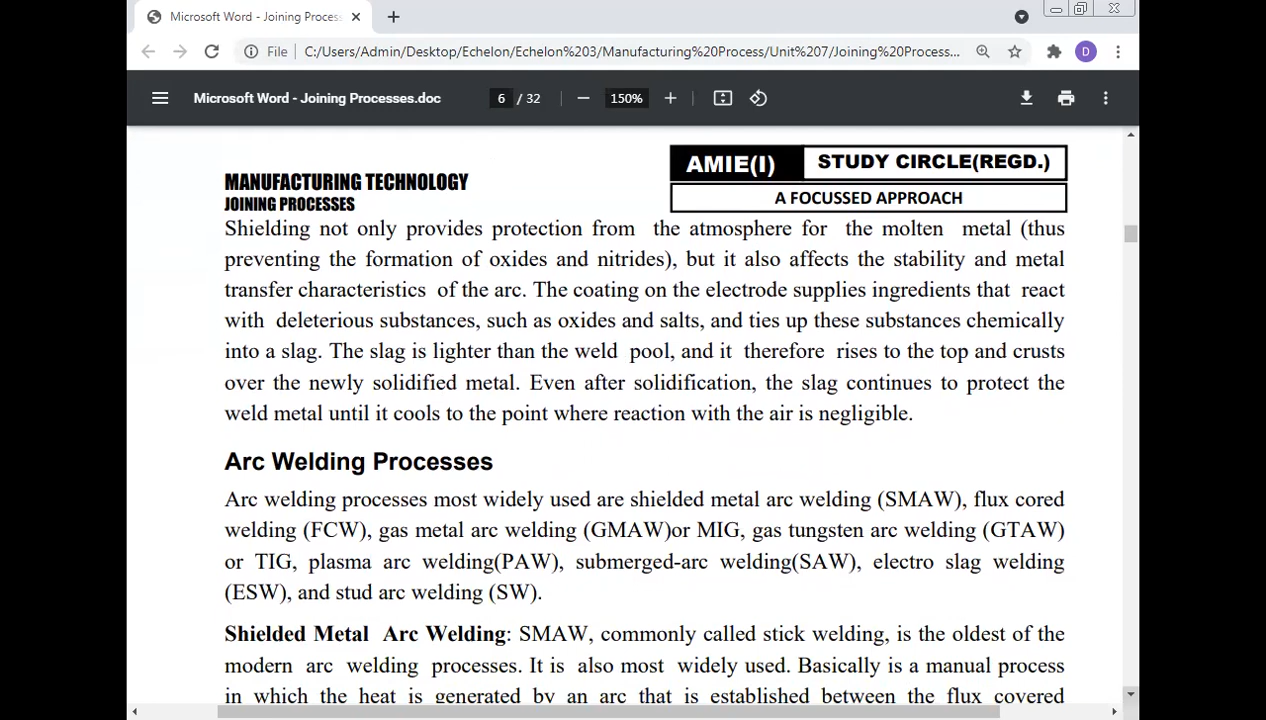 Microsoft Word - Joining Process
File C:/Users/Admin/Desktop/Echelon/Echelon%203/Manufacturing%20Process/Unit%207/Joining%20Process... D
Microsoft Word - Joining Processes.doc 6 / 32 150%
AMIE(I) STUDY CIRCLE(REGD.)
MANUFACTURING TECHNOLOGY
A FOCUSSED APPROACH
JOINING PROCESSES
Shielding not only provides protection from the atmosphere for the molten metal (thus
preventing the formation of oxides and nitrides), but it also affects the stability and metal
transfer characteristics of the arc. The coating on the electrode supplies ingredients that react
with deleterious substances, such as oxides and salts, and ties up these substances chemically
into a slag. The slag is lighter than the weld pool, and it therefore rises to the top and crusts
over the newly solidified metal. Even after solidification, the slag continues to protect the
weld metal until it cools to the point where reaction with the air is negligible.
Arc Welding Processes
Arc welding processes most widely used are shielded metal arc welding (SMAW), flux cored
welding (FCW), gas metal arc welding (GMAW)or MIG, gas tungsten arc welding (GTAW)
or TIG, plasma arc welding(PAW), submerged-arc welding(SAW), electro slag welding
(ESW), and stud arc welding (SW).
Shielded Metal Arc Welding: SMAW, commonly called stick welding, is the oldest of the
modern arc welding processes. It is also most widely used. Basically is a manual process
in which the heat is generated by an arc that is established between the flux covered